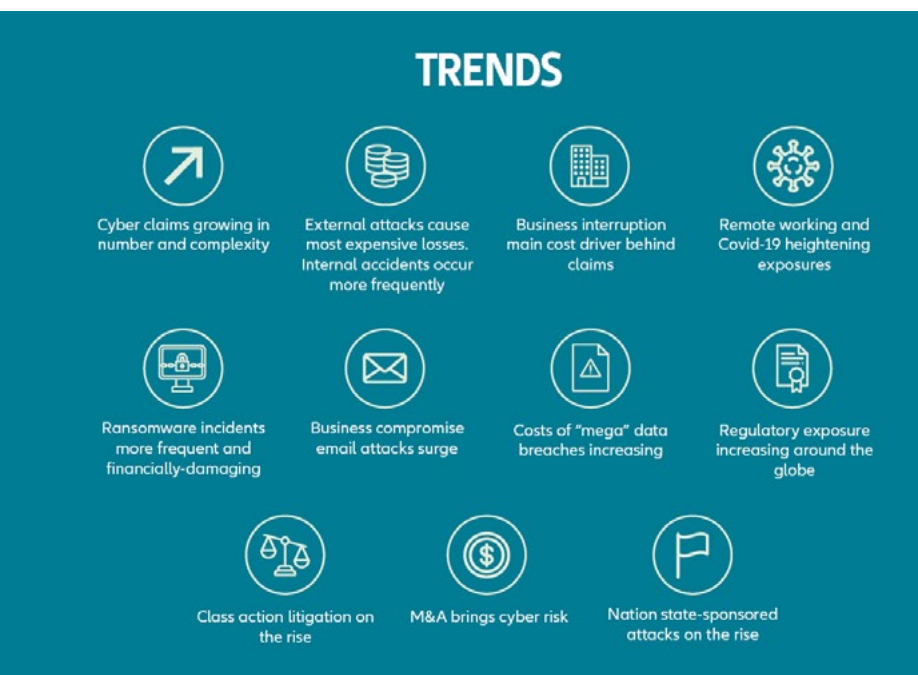 TRENDS
Cyber claims growing in
number and complexity
External attacks cause
most expensive losses.
Internal accidents occur
more frequently
Business interruption
main cost driver behind
claims
Remote working and
Covid-19 heightening
exposures
Ransomware incidents
more frequent and
financially-damaging
Business compromise
email attacks surge
Costs of “mega” data
breaches increasing
Regulatory exposure
increasing around the
globe
Class action litigation on
the rise
$
M&A brings cyber risk
Nation state-sponsored
attacks on the rise